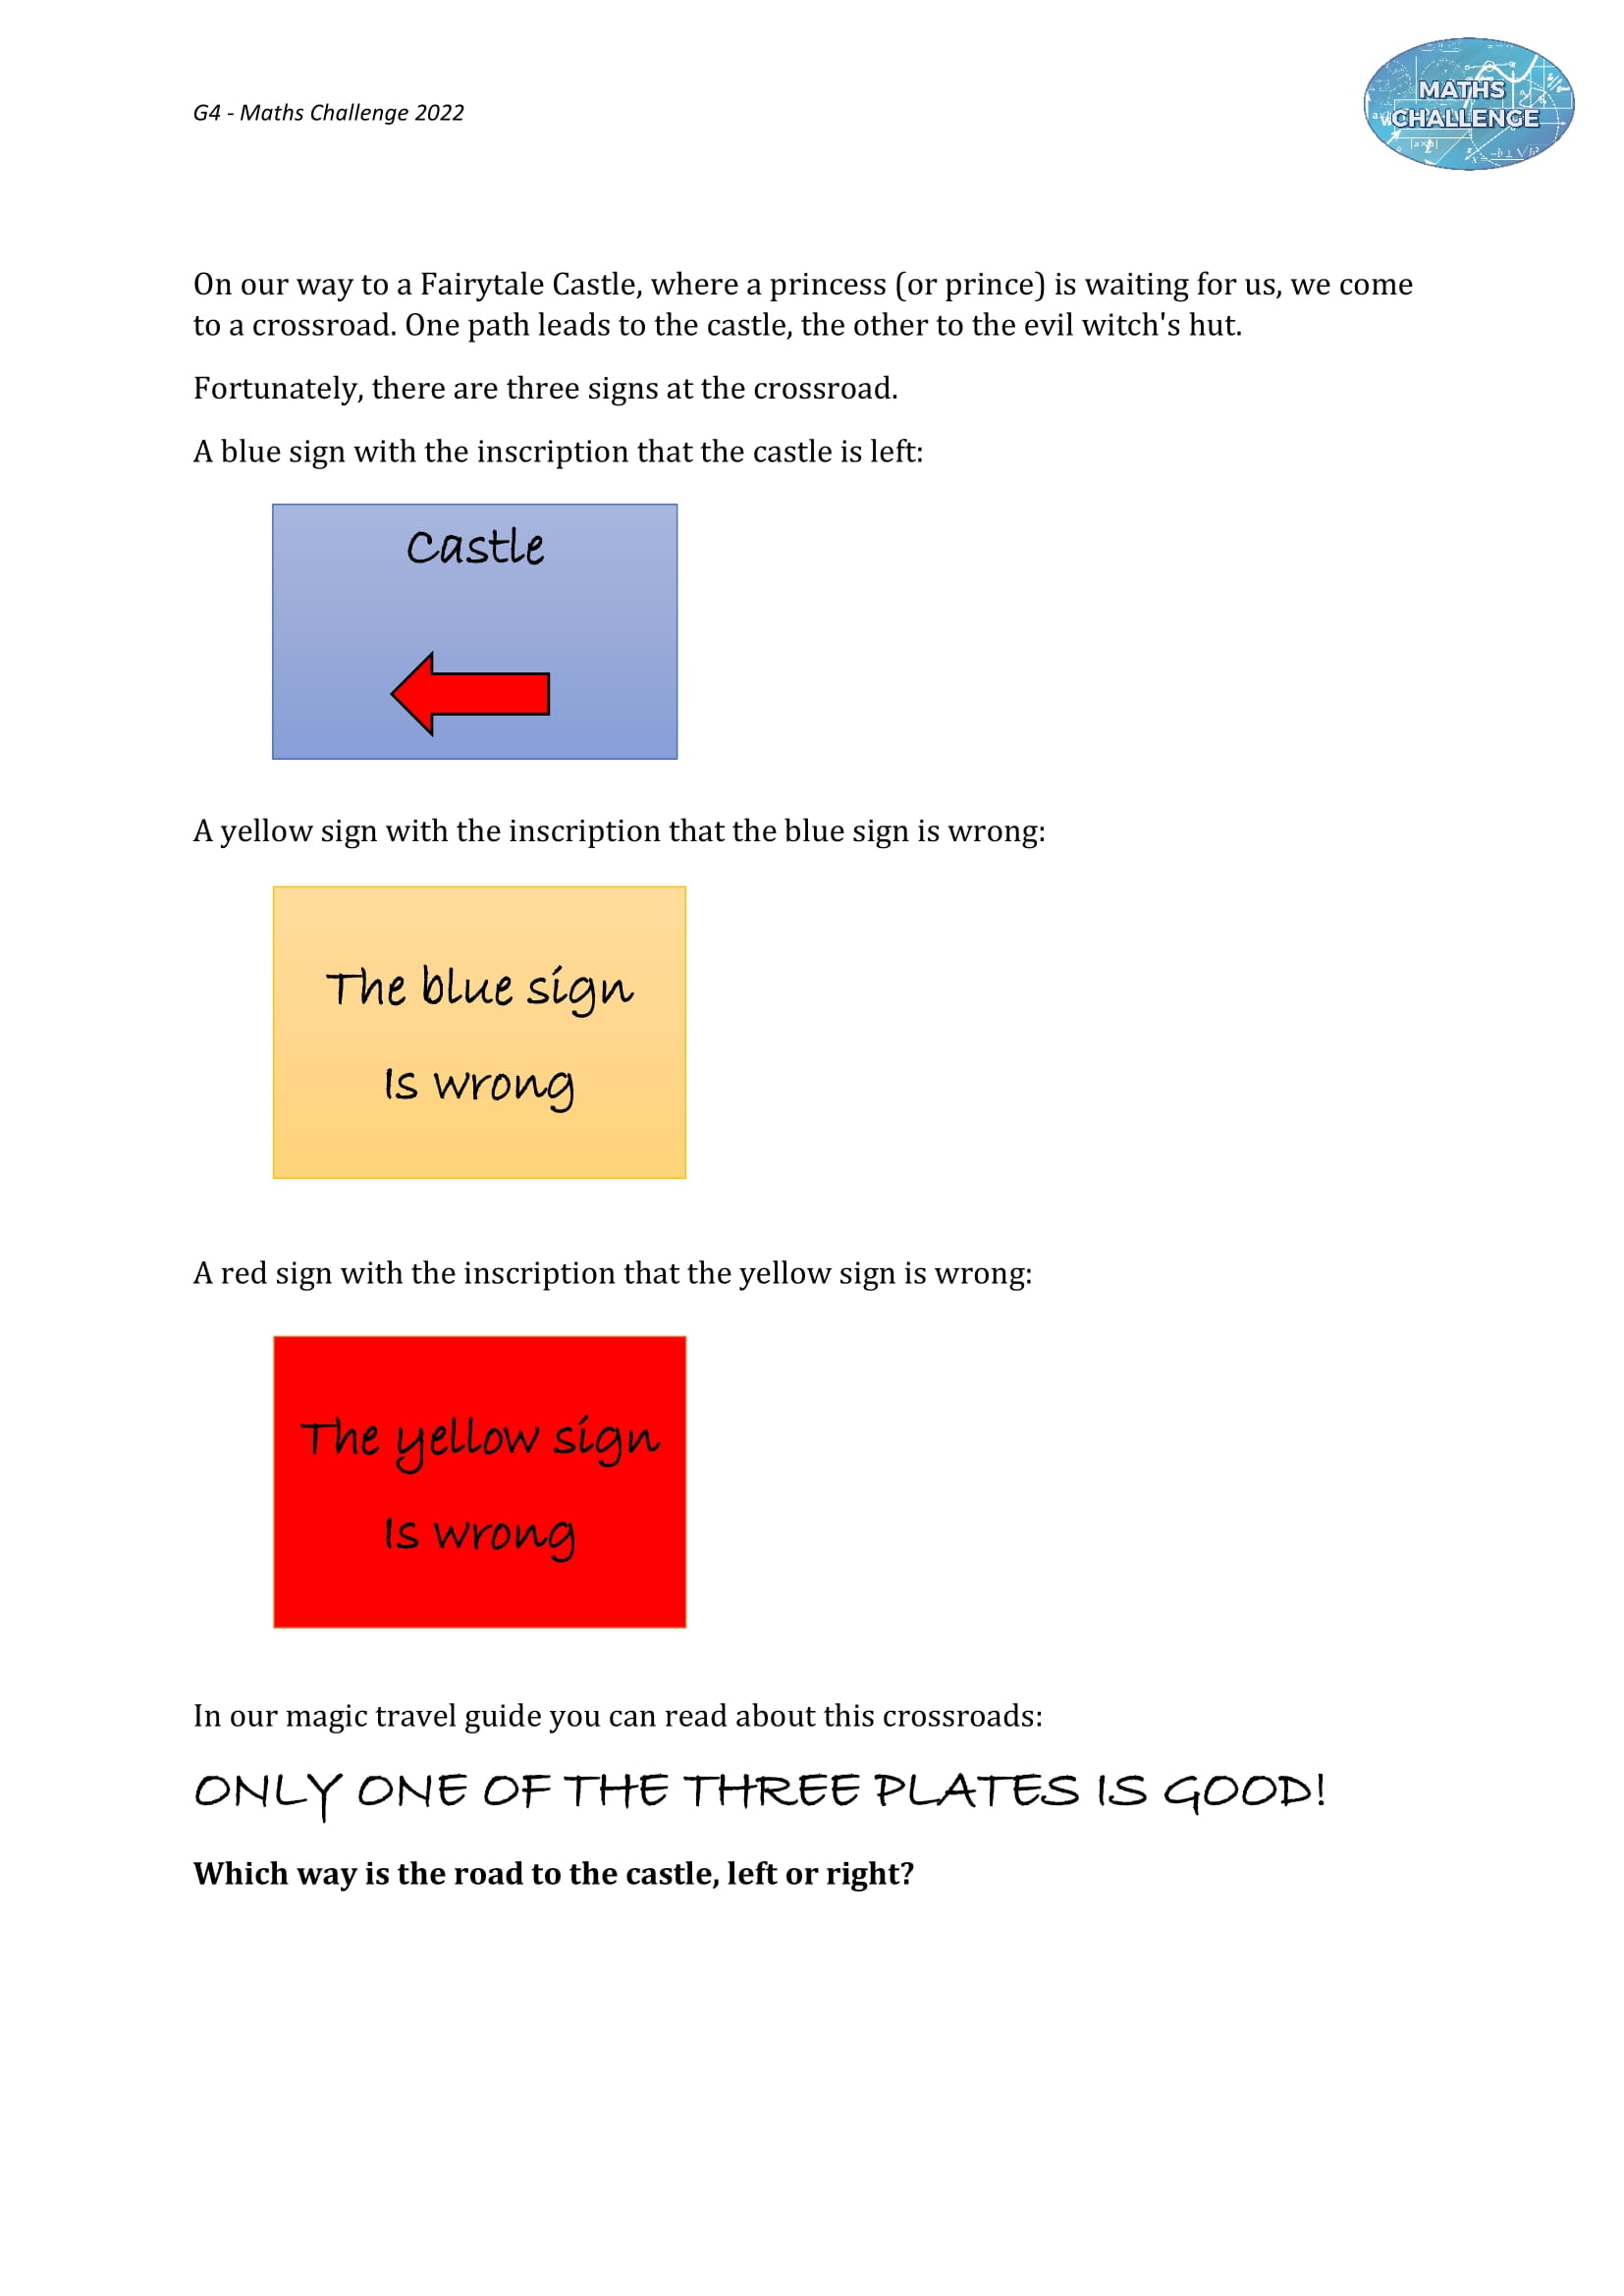 G4 - Maths Challenge 2022
MATHS
CHALLENGE
On our way to a Fairytale Castle, where a princess (or prince) is waiting for us, we come
to a crossroad. One path leads to the castle, the other to the evil witch's hut.
Fortunately, there are three signs at the crossroad.
A blue sign with the inscription that the castle is left:
Castle
A yellow sign with the inscription that the blue sign is wrong:
The blue sign
Is wrong
A red sign with the inscription that the yellow sign is wrong:
The yellow sign
Is wrong
In our magic travel guide you can read about this crossroads:
ONLY ONE OF THE THREE PLATES IS GOOD!
Which way is the road to the castle, left or right?